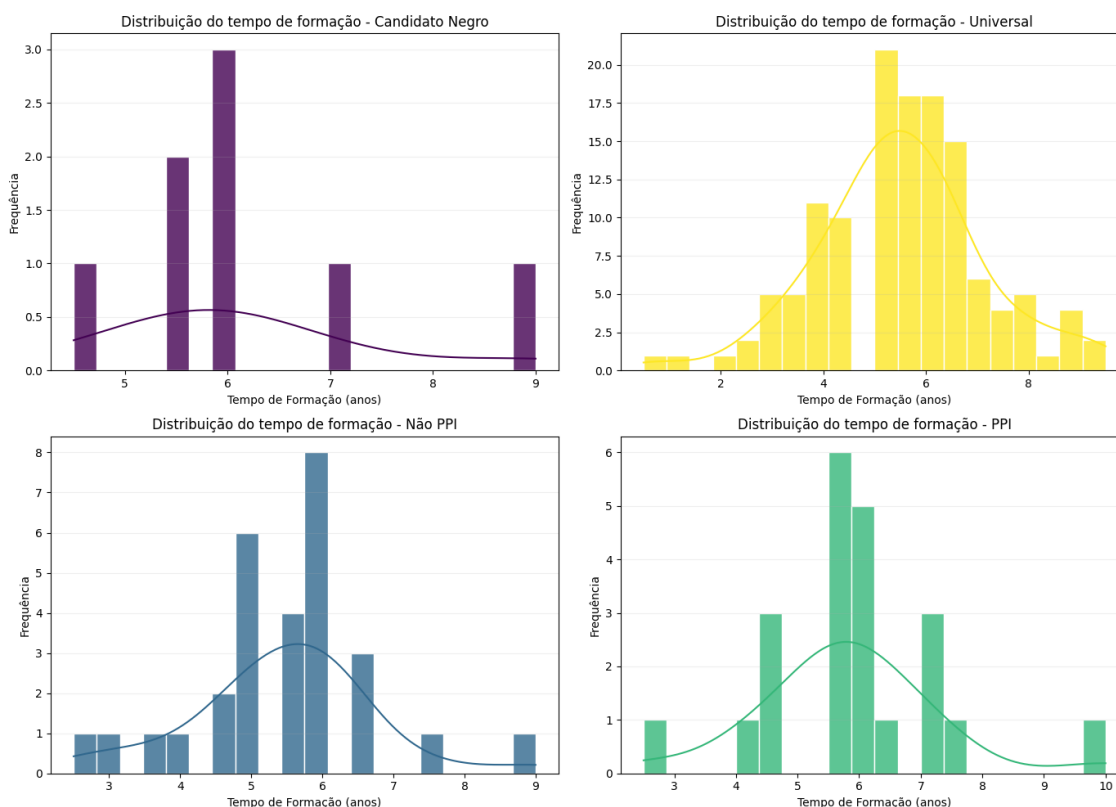 Distribuição do tempo de formação - Candidato Negro
3.0
2.5
2.0
1.5
1.0
0.5
0.0
Frequência
5 6 7 8 9
Tempo de Formação (anos)
Distribuição do tempo de formação - Universal
20.0
17.5
15.0
12.5
10.0
7.5
5.0
2.5
0.0
Frequência
2 4 6 8
Tempo de Formação (anos)
Distribuição do tempo de formação - Não PPI
8
7
6
5
4
3
2
1
0
Frequência
3 4 5 6 7 8 9
Tempo de Formação (anos)
Distribuição do tempo de formação - PPI
6
5
4
3
2
1
0
Frequência
3 4 5 6 7 8 9 10
Tempo de Formação (anos)